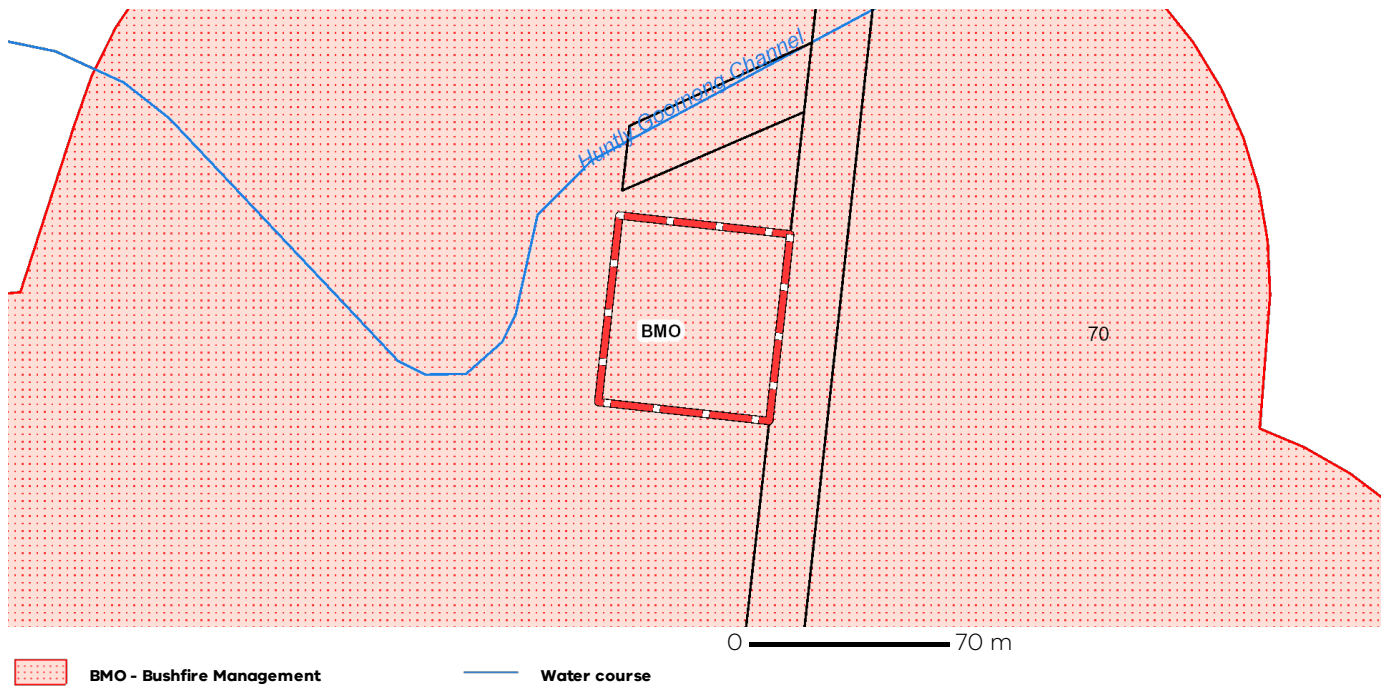 Huntly Goornong Channel
BMO
70
0 70 m
BMO - Bushfire Management Water course